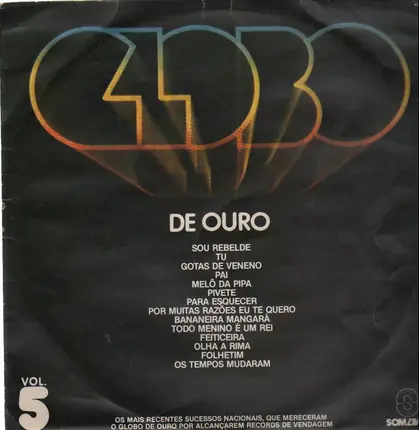 GLOBO
DE OURO
SOU REBELDE
TU
GOTAS DE VENENO
PAI
MELÔ DA PIPA
PIVETE
PARA ESQUECER
POR MUITAS RAZÕES EU TE QUERO
BANANEIRA MANGARÁ
TODO MENINO É UM REI
FEITICEIRA
OLHA A RIMA
FOLHETIM
OS TEMPOS MUDARAM
VOL.
5
OS MAIS RECENTES SUCESSOS NACIONAIS, QUE MERECERAM
O GLOBO DE OURO POR ALCANÇAREM RECORDS DE VENDAGEM
SOM LIVRE